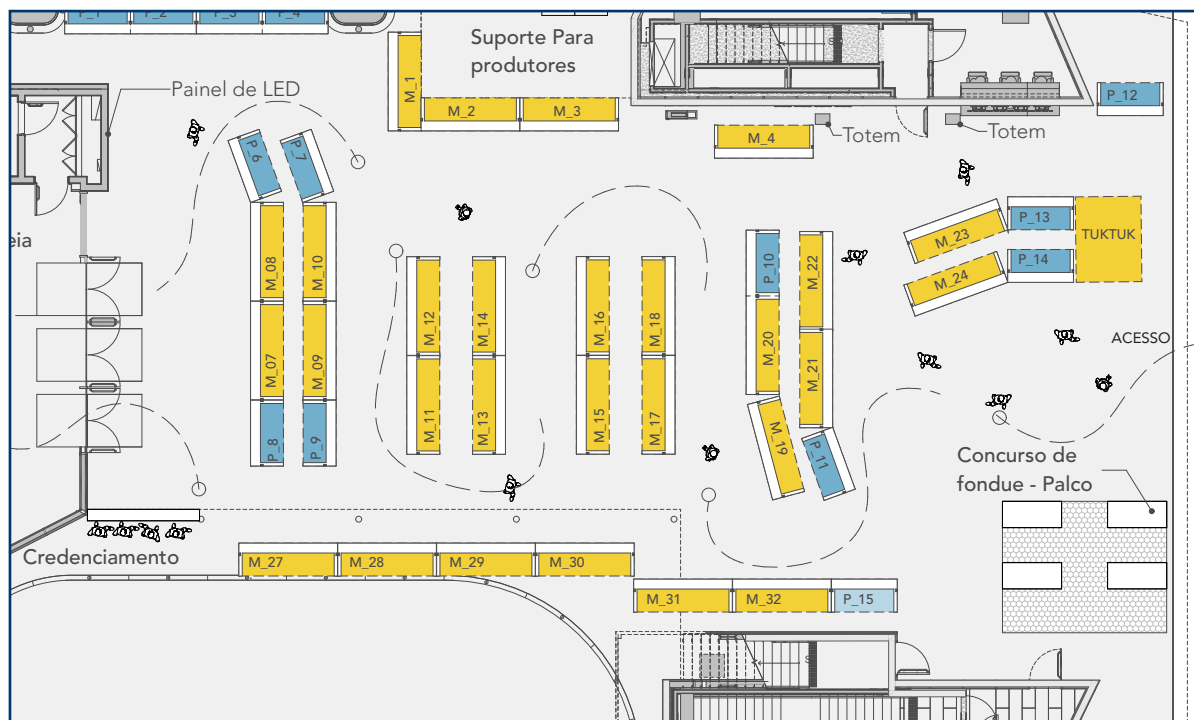 P_1
P_2
P_3
P_4
Suporte Para
produtores
M_1
M_2
M_3
Painel de LED
P_12
M_4
Totem
Totem
P_6
P_7
M_08
M_10
M_07
M_09
P_8
P_9
eia
M_12
M_14
M_11
M_13
M_16
M_18
M_15
M_17
P_10
M_22
M_20
M_21
M_19
P_11
M_23
M_24
P_13
P_14
TUKTUK
ACESSO
Concurso de
fondue - Palco
Credenciamento
M_27
M_28
M_29
M_30
M_31
M_32
P_15